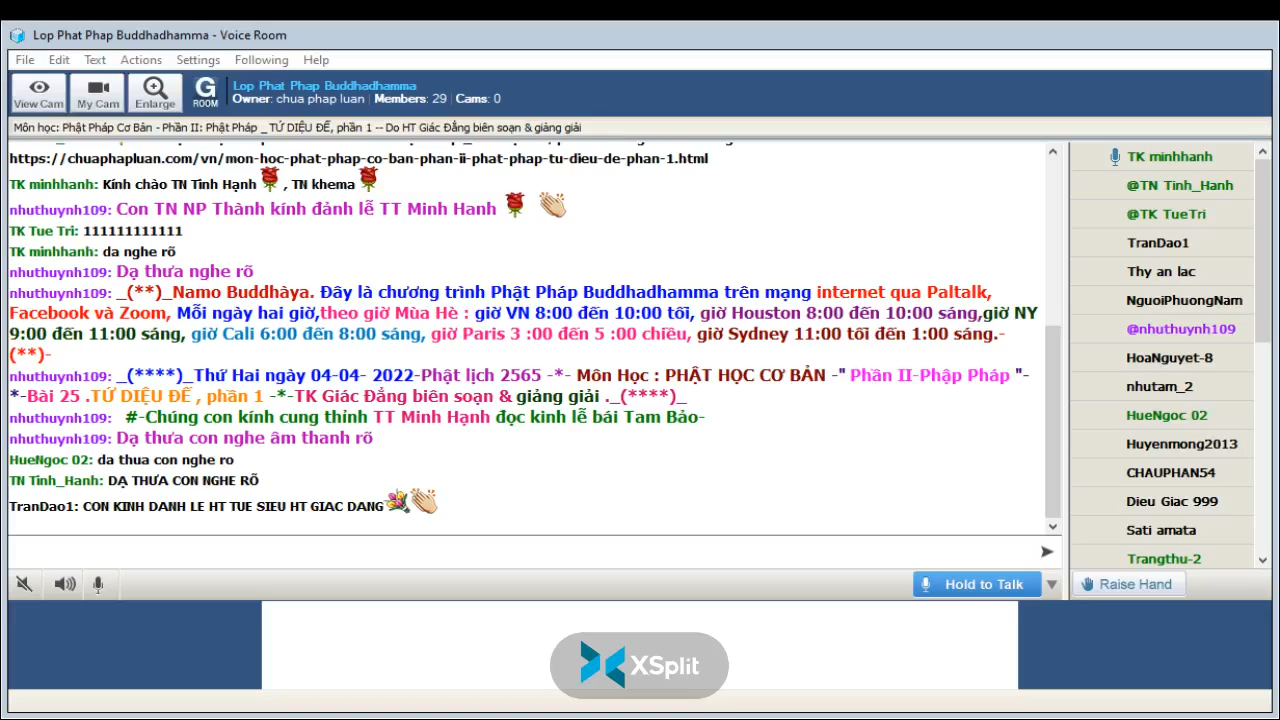 Lop Phat Phap Buddhadhamma - Voice Room
File Edit Text Actions Settings Following Help
View Cam My Cam Enlarge G ROOM
Lop Phat Phap Buddhadhamma
Owner: chua phap luan | Members: 29 | Cams: 0
Môn học: Phật Pháp Cơ Bản - Phần II: Phật Pháp _ TỨ DIỆU ĐẾ, phần 1 -- Do HT Giác Đẳng biên soạn & giảng giải
https://chuaphapluan.com/vn/mon-hoc-phat-phap-co-ban-phan-ii-phat-phap-tu-dieu-de-phan-1.html
TK minhhanh: Kính chào TN Tinh Hạnh , TN khema
nhuthuynh109: Con TN NP Thành kính đảnh lễ TT Minh Hanh
TK Tue Tri: 111111111111
TK minhhanh: da nghe rõ
nhuthuynh109: Dạ thưa nghe rõ
nhuthuynh109: _(**)_Namo Buddhàya. Đây là chương trình Phật Pháp Buddhadhamma trên mạng internet qua Paltalk,
Facebook và Zoom, Mỗi ngày hai giờ,theo giờ Mùa Hè : giờ VN 8:00 đến 10:00 tối, giờ Houston 8:00 đến 10:00 sáng,giờ NY
9:00 đến 11:00 sáng, giờ Cali 6:00 đến 8:00 sáng, giờ Paris 3 :00 đến 5 :00 chiều, giờ Sydney 11:00 tối đến 1:00 sáng.-
(**)-
nhuthuynh109: _(****)_Thứ Hai ngày 04-04- 2022-Phật lịch 2565 -*- Môn Học : PHẬT HỌC CƠ BẢN -" Phần II-Phập Pháp "-
*-Bài 25 .TỨ DIỆU ĐẾ , phần 1 -*-TK Giác Đẳng biên soạn & giảng giải ._(****)_
nhuthuynh109: #-Chúng con kính cung thỉnh TT Minh Hạnh đọc kinh lễ bái Tam Bảo-
nhuthuynh109: Dạ thưa con nghe âm thanh rõ
HueNgoc 02: da thua con nghe ro
TN Tinh_Hanh: DẠ THƯA CON NGHE RÕ
TranDao1: CON KINH DANH LE HT TUE SIEU HT GIAC DANG
TK minhhanh
@TN Tinh_Hanh
@TK TueTri
TranDao1
Thy an lac
NguoiPhuongNam
@nhuthuynh109
HoaNguyet-8
nhutam_2
HueNgoc 02
Huyenmong2013
CHAUPHAN54
Dieu Giac 999
Sati amata
Trangthu-2
Hold to Talk
Raise Hand
XSplit